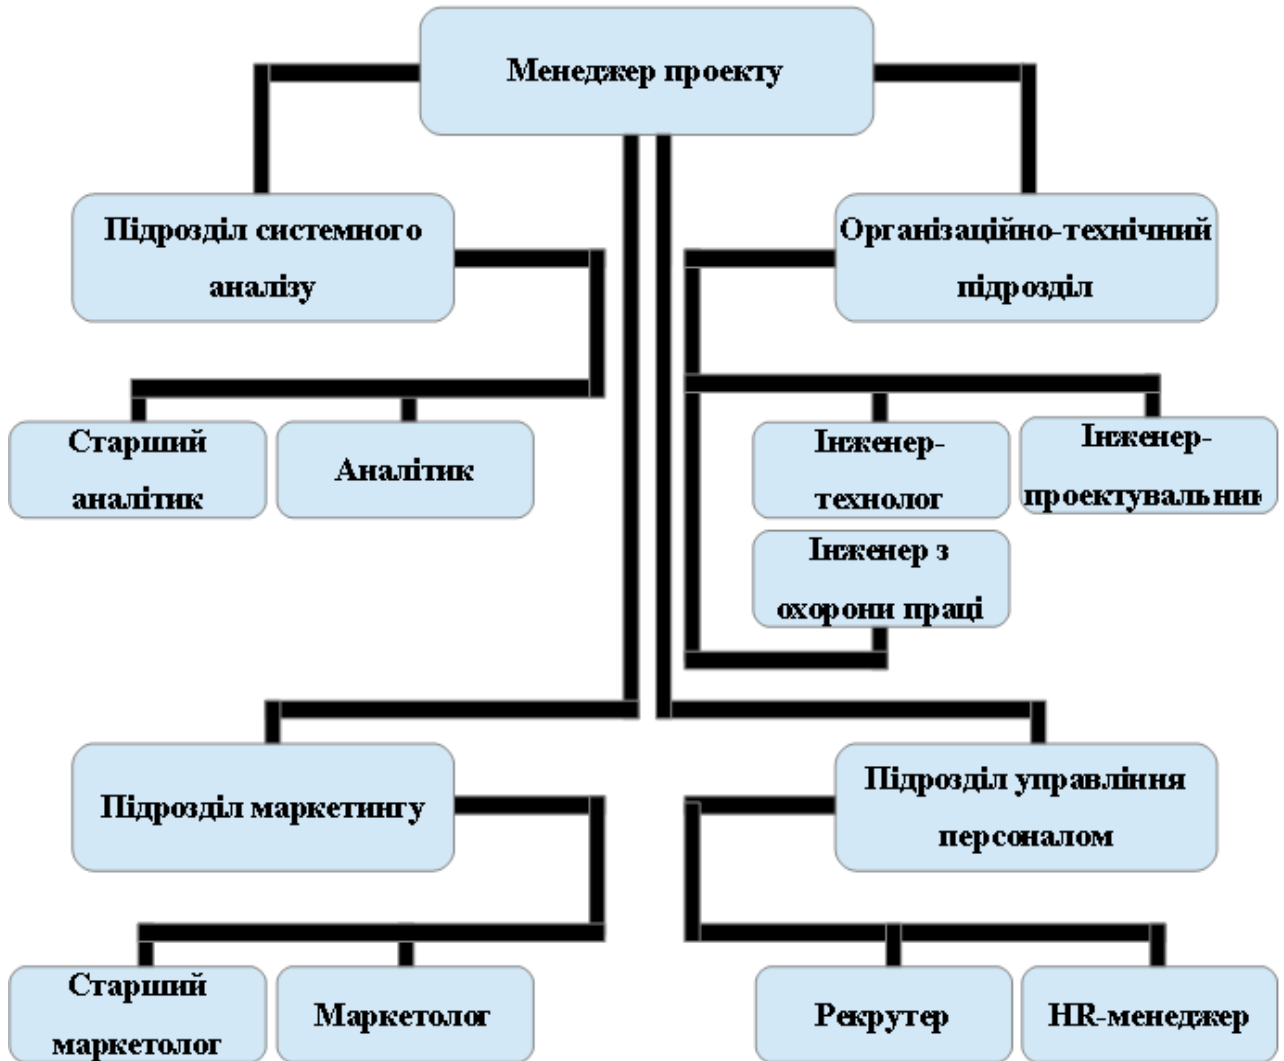 Менеджер проекту
Підрозділ системного
аналізу
Організаційно-технічний
підрозділ
Старший
аналітик
Аналітик
Інженер-
технолог
Інженер-
проектувальник
Інженер з
охорони праці
Підрозділ маркетингу
Підрозділ управління
персоналом
Старший
маркетолог
Маркетолог
Рекрутер
HR-менеджер